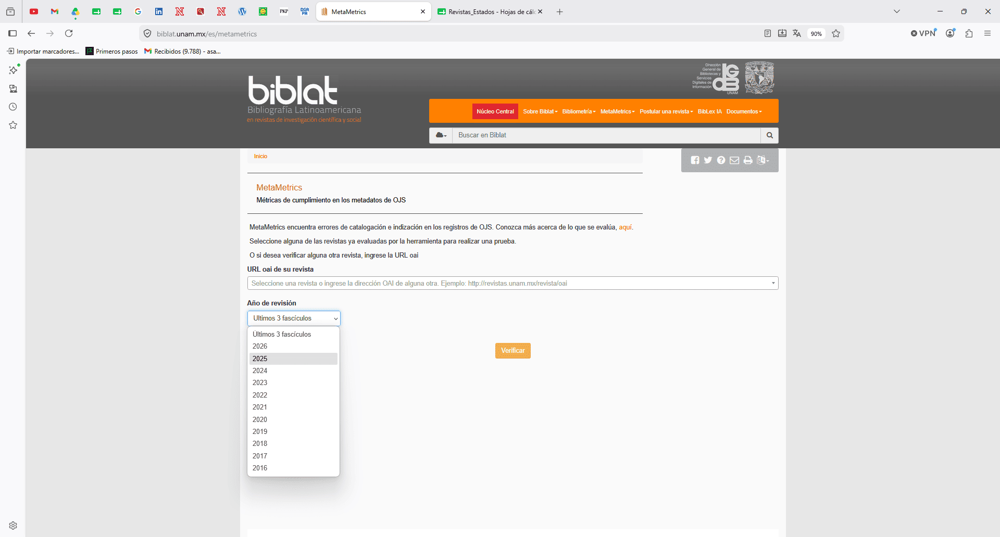 PKP
DGA
PA
MetaMetrics
Revistas_Estados - Hojas de cálc
biblat.unam.mx/es/metametrics
90%
VPN
Importar marcadores...
Primeros pasos
Recibidos (9.788) - asa...
biblat
Bibliografía Latinoamericana
en revistas de investigación científica y social
Dirección
General de
Bibliotecas y
Servicios
Digitales de
Información
UNAM
Núcleo Central
Sobre Biblat
Bibliometría
MetaMetrics
Postular una revista
BibLex IA
Documentos
Buscar en Biblat
Inicio
MetaMetrics
Métricas de cumplimiento en los metadatos de OJS
MetaMetrics encuentra errores de catalogación e indización en los registros de OJS. Conozca más acerca de lo que se evalúa, aquí.
Seleccione alguna de las revistas ya evaluadas por la herramienta para realizar una prueba.
O si desea verificar alguna otra revista, ingrese la URL oai
URL oai de su revista
Seleccione una revista o ingrese la dirección OAI de alguna otra. Ejemplo: http://revistas.unam.mx/revista/oai
Año de revisión
Ultimos 3 fascículos
Últimos 3 fascículos
2026
2025
2024
2023
2022
2021
2020
2019
2018
2017
2016
Verificar